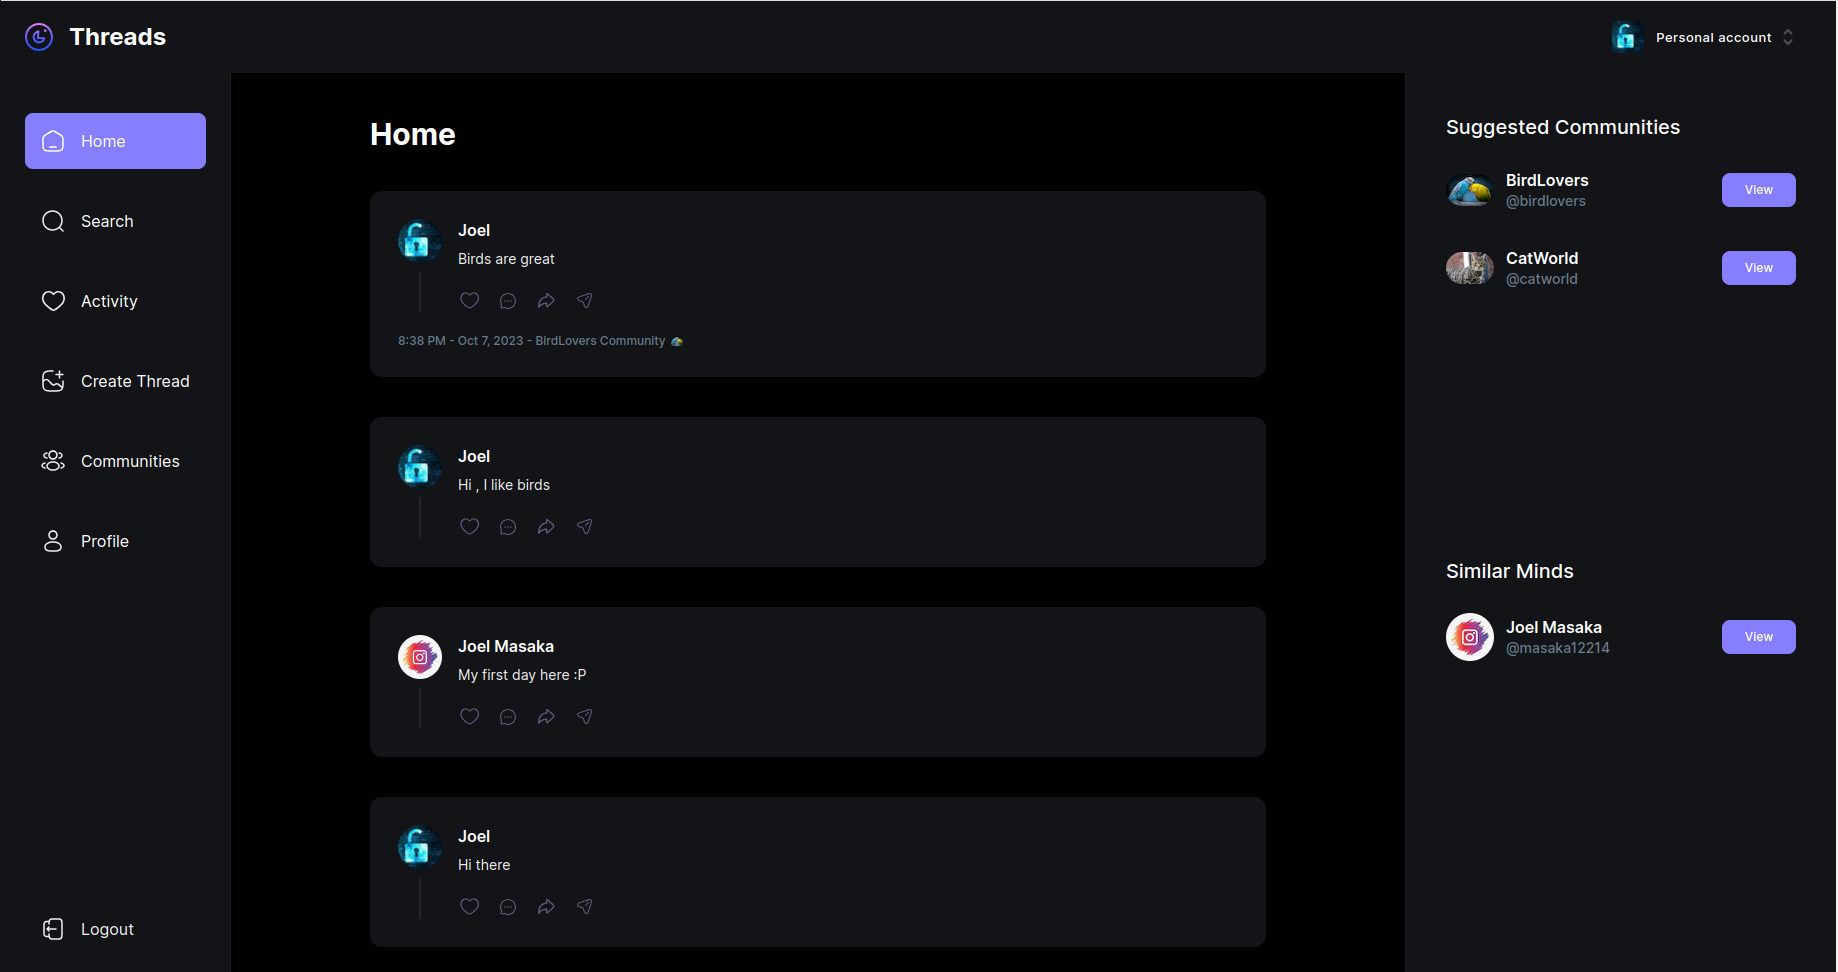 Threads
Personal account
Home
Search
Activity
Create Thread
Communities
Profile
Logout
Home
Joel
Birds are great
8:38 PM - Oct 7, 2023 - BirdLovers Community
Joel
Hi , I like birds
Joel Masaka
My first day here :P
Joel
Hi there
Suggested Communities
BirdLovers
@birdlovers
View
CatWorld
@catworld
View
Similar Minds
Joel Masaka
@masaka12214
View